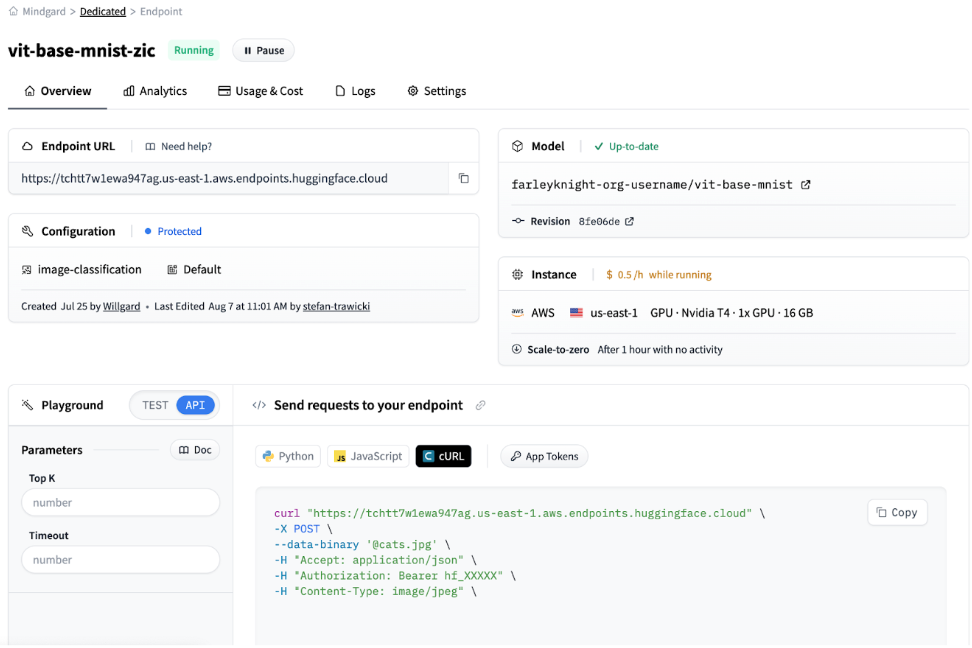 Mindgard > Dedicated > Endpoint
vit-base-mnist-zic Running Pause
Overview Analytics Usage & Cost Logs Settings
Endpoint URL Need help?
https://tchtt7w1ewa947ag.us-east-1.aws.endpoints.huggingface.cloud
Configuration Protected
image-classification Default
Created Jul 25 by Willgard • Last Edited Aug 7 at 11:01 AM by stefan-trawicki
Model Up-to-date
farleyknight-org-username/vit-base-mnist
Revision 8fe06de
Instance $ 0.5/h while running
aws AWS us-east-1 GPU · Nvidia T4 · 1x GPU · 16 GB
Scale-to-zero After 1 hour with no activity
Playground TEST API
Parameters Doc
Top K
number
Timeout
number
</> Send requests to your endpoint
Python JS JavaScript C cURL App Tokens
Copy
curl "https://tchtt7w1ewa947ag.us-east-1.aws.endpoints.huggingface.cloud" \
-X POST \
--data-binary '@cats.jpg' \
-H "Accept: application/json" \
-H "Authorization: Bearer hf_XXXXX" \
-H "Content-Type: image/jpeg" \